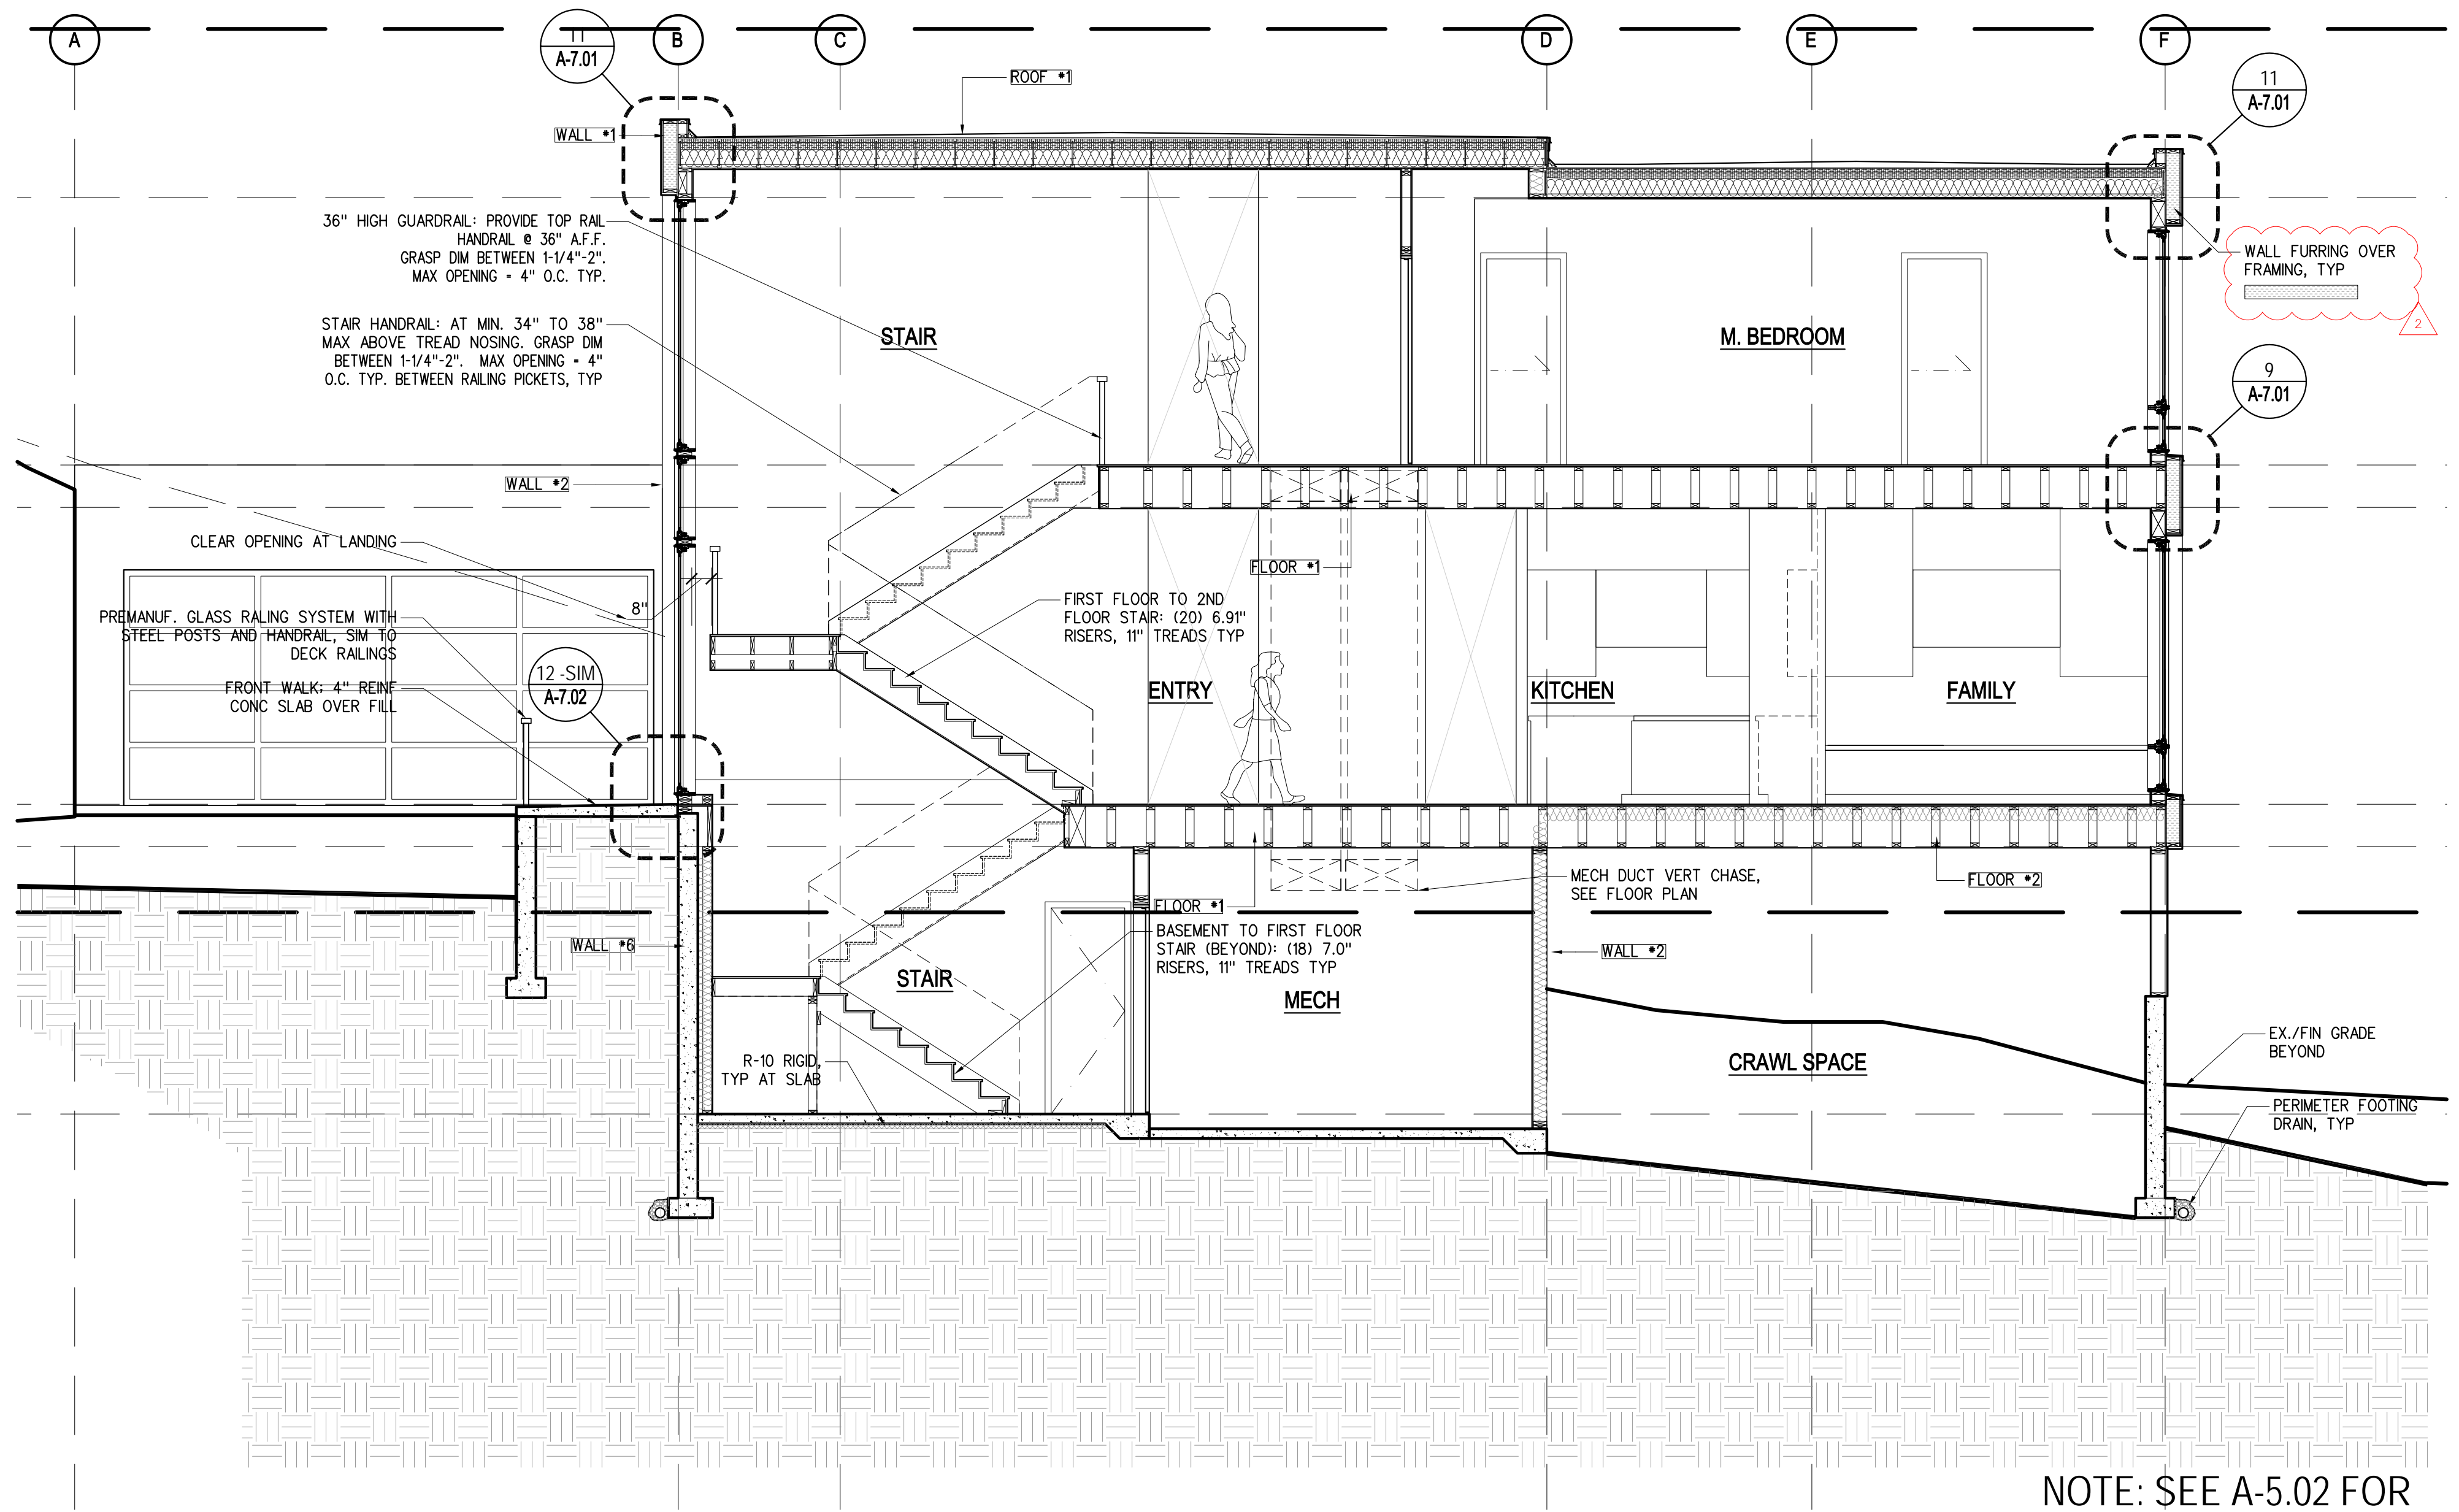 A
11
A-7.01
B
C
D
E
F
ROOF #1
11
A-7.01
WALL #1
36" HIGH GUARDRAIL: PROVIDE TOP RAIL
HANDRAIL @ 36" A.F.F.
GRASP DIM BETWEEN 1-1/4"-2".
MAX OPENING = 4" O.C. TYP.
WALL FURRING OVER
FRAMING, TYP
2
STAIR HANDRAIL: AT MIN. 34" TO 38"
MAX ABOVE TREAD NOSING. GRASP DIM
BETWEEN 1-1/4"-2".  MAX OPENING = 4"
O.C. TYP. BETWEEN RAILING PICKETS, TYP
STAIR
M. BEDROOM
9
A-7.01
WALL #2
CLEAR OPENING AT LANDING
8"
FLOOR #1
PREMANUF. GLASS RALING SYSTEM WITH
STEEL POSTS AND HANDRAIL, SIM TO
DECK RAILINGS
FIRST FLOOR TO 2ND
FLOOR STAIR: (20) 6.91"
RISERS, 11" TREADS TYP
12 -SIM
A-7.02
FRONT WALK; 4" REINF
CONC SLAB OVER FILL
ENTRY
KITCHEN
FAMILY
MECH DUCT VERT CHASE,
SEE FLOOR PLAN
FLOOR #2
FLOOR #1
WALL #6
BASEMENT TO FIRST FLOOR
STAIR (BEYOND): (18) 7.0"
RISERS, 11" TREADS TYP
WALL #2
STAIR
MECH
R-10 RIGID,
TYP AT SLAB
CRAWL SPACE
EX./FIN GRADE
BEYOND
PERIMETER FOOTING
DRAIN, TYP
NOTE: SEE A-5.02 FOR